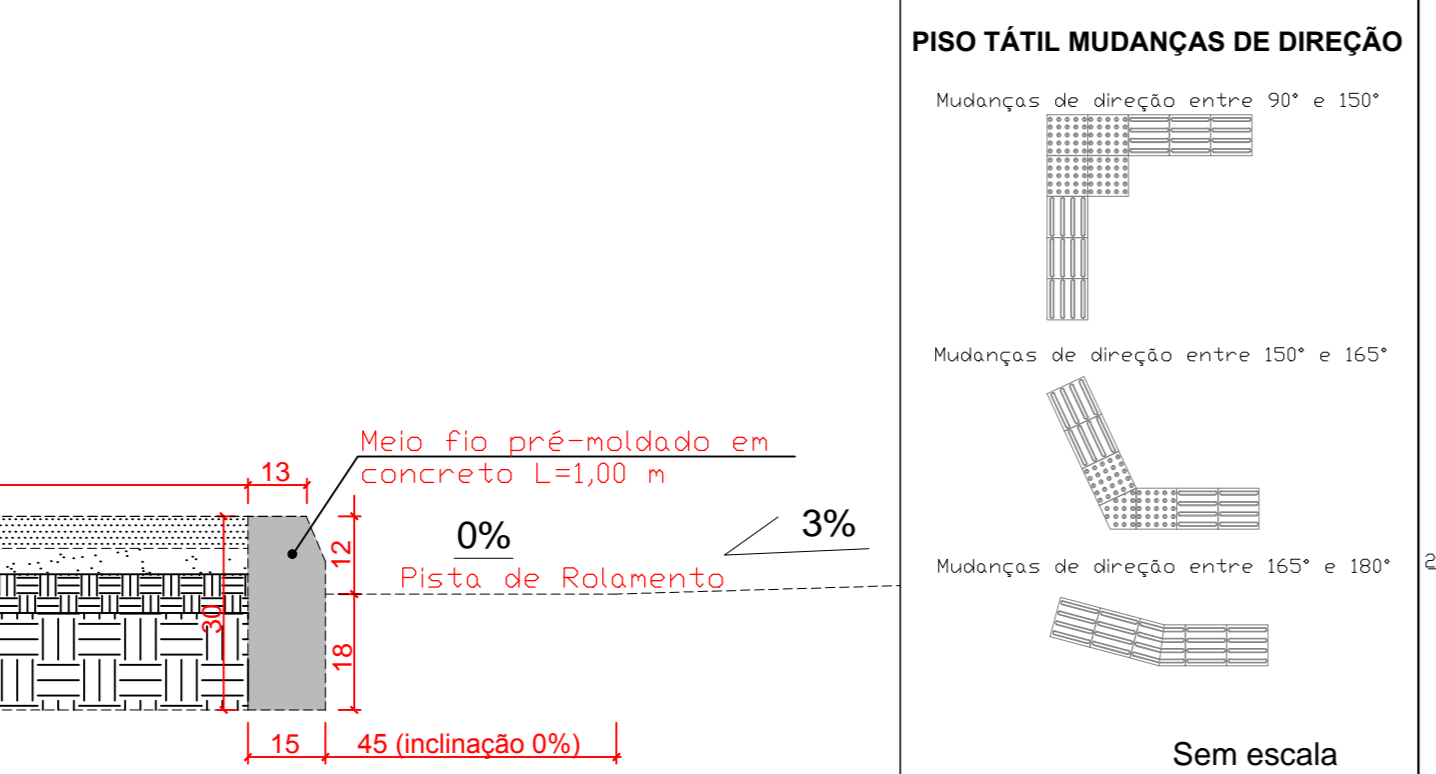 Meio fio pré-moldado em
concreto L=1,00 m
13
0%
3%
12
Pista de Rolamento
30
18
15
45 (inclinação 0%)
PISO TÁTIL MUDANÇAS DE DIREÇÃO
Mudanças de direção entre 90° e 150°
Mudanças de direção entre 150° e 165°
Mudanças de direção entre 165° e 180°
Sem escala
2